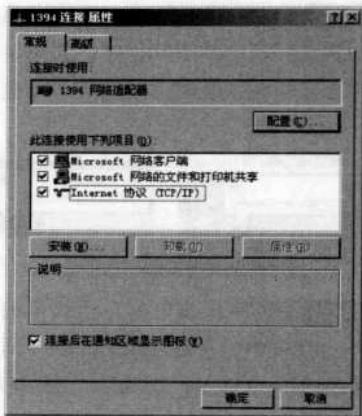 1394 连接 属性
常规 高级
连接时使用:
1394 网络适配器
配置(C)...
此连接使用下列项目(O):
Microsoft 网络客户端
Microsoft 网络的文件和打印机共享
Internet 协议 (TCP/IP)
安装(N)... 卸载(U) 属性(R)
说明
连接后在通知区域显示图标(W)
确定 取消